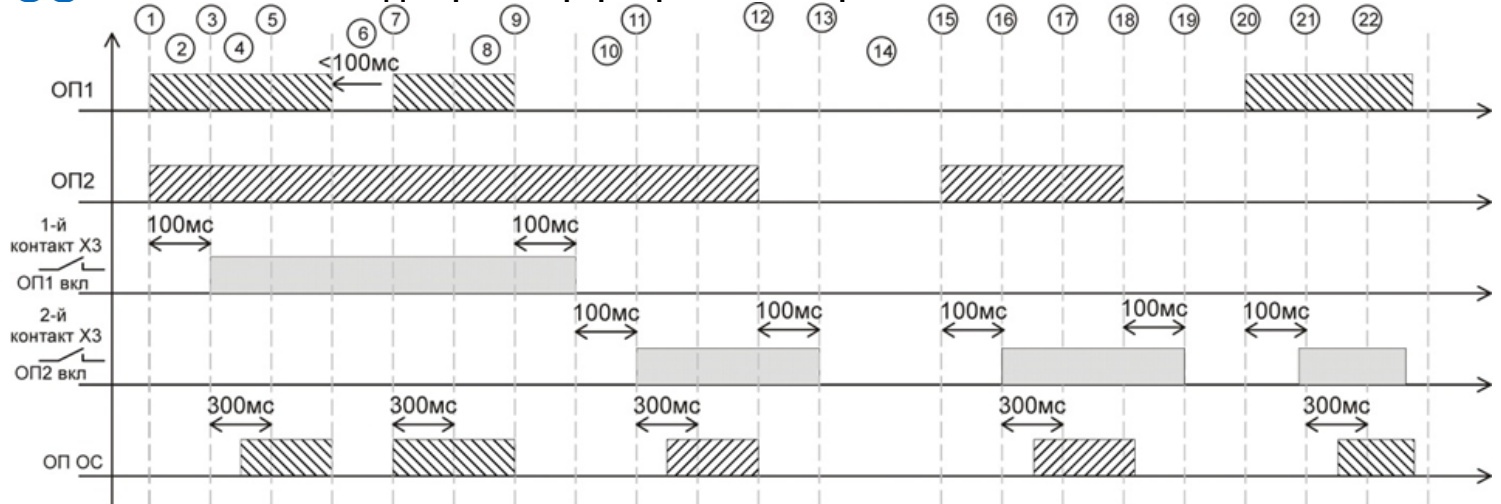 1 3 5 7 9 11 12 13 15 16 17 18 19 20 21 22
2 4 6 8 10 14
<100мс
ОП1
ОП2
1-й
контакт Х3
ОП1 вкл
100мс 100мс
2-й
контакт Х3
ОП2 вкл
100мс 100мс 100мс 100мс 100мс
300мс 300мс 300мс 300мс 300мс
ОП ОС